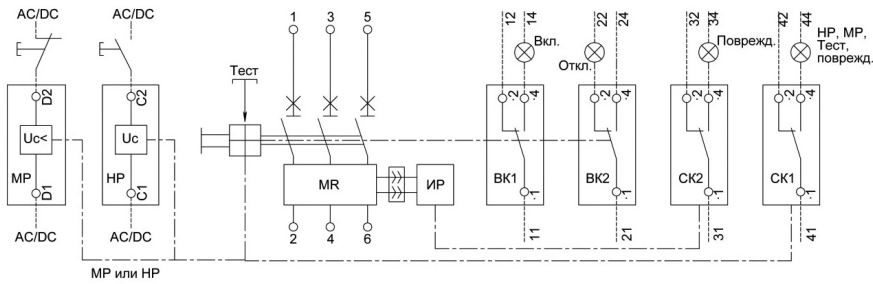 AC/DC
AC/DC
1
3
5
12
14
22
24
32
34
42
44
Вкл.
Откл.
Поврежд.
НР, МР,
Тест,
поврежд.
Тест
D2
C2
.2
.4
.2
.4
.2
.4
.2
.4
Uc<
Uc
МР
НР
MR
ИР
ВК1
ВК2
СК2
СК1
D1
C1
.1
.1
.1
.1
AC/DC
AC/DC
2
4
6
11
21
31
41
МР или НР